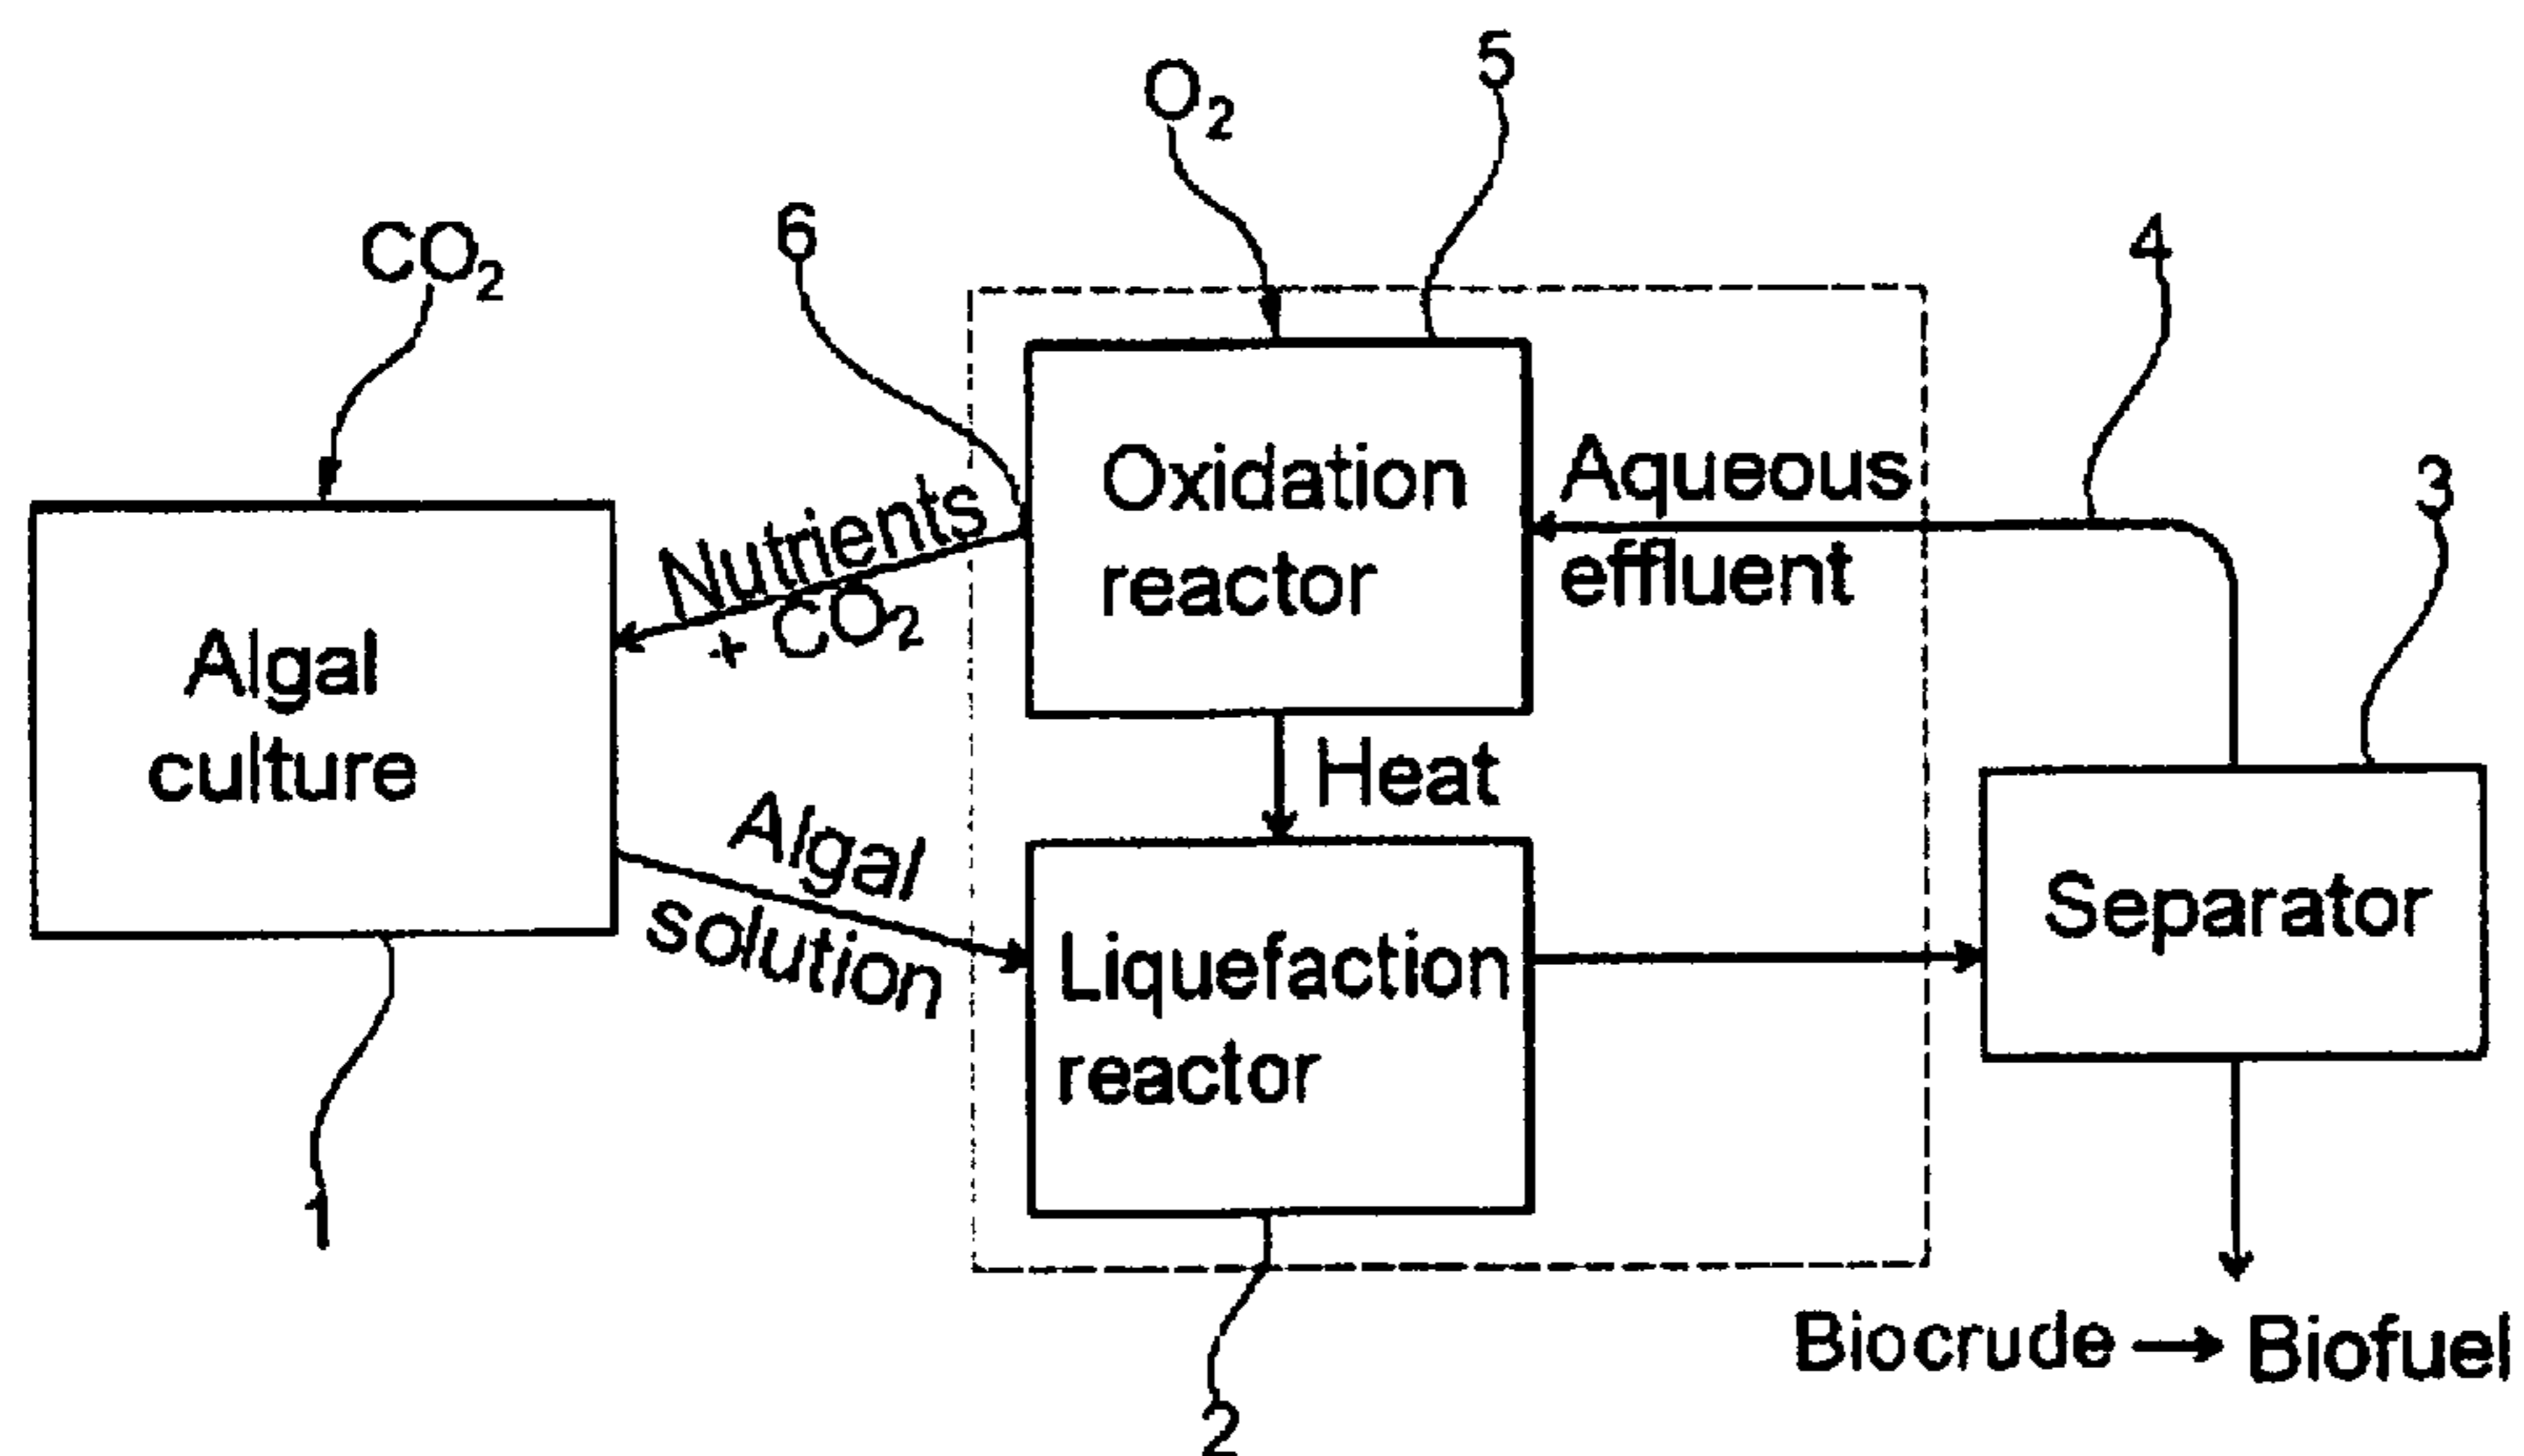 5
O₂
6
CO₂
4
3
Oxidation
reactor
Aqueous
effluent
Nutrients
+ CO₂
Algal
culture
Heat
Algal
solution
Separator
Liquefaction
reactor
1
Biocrude → Biofuel
2